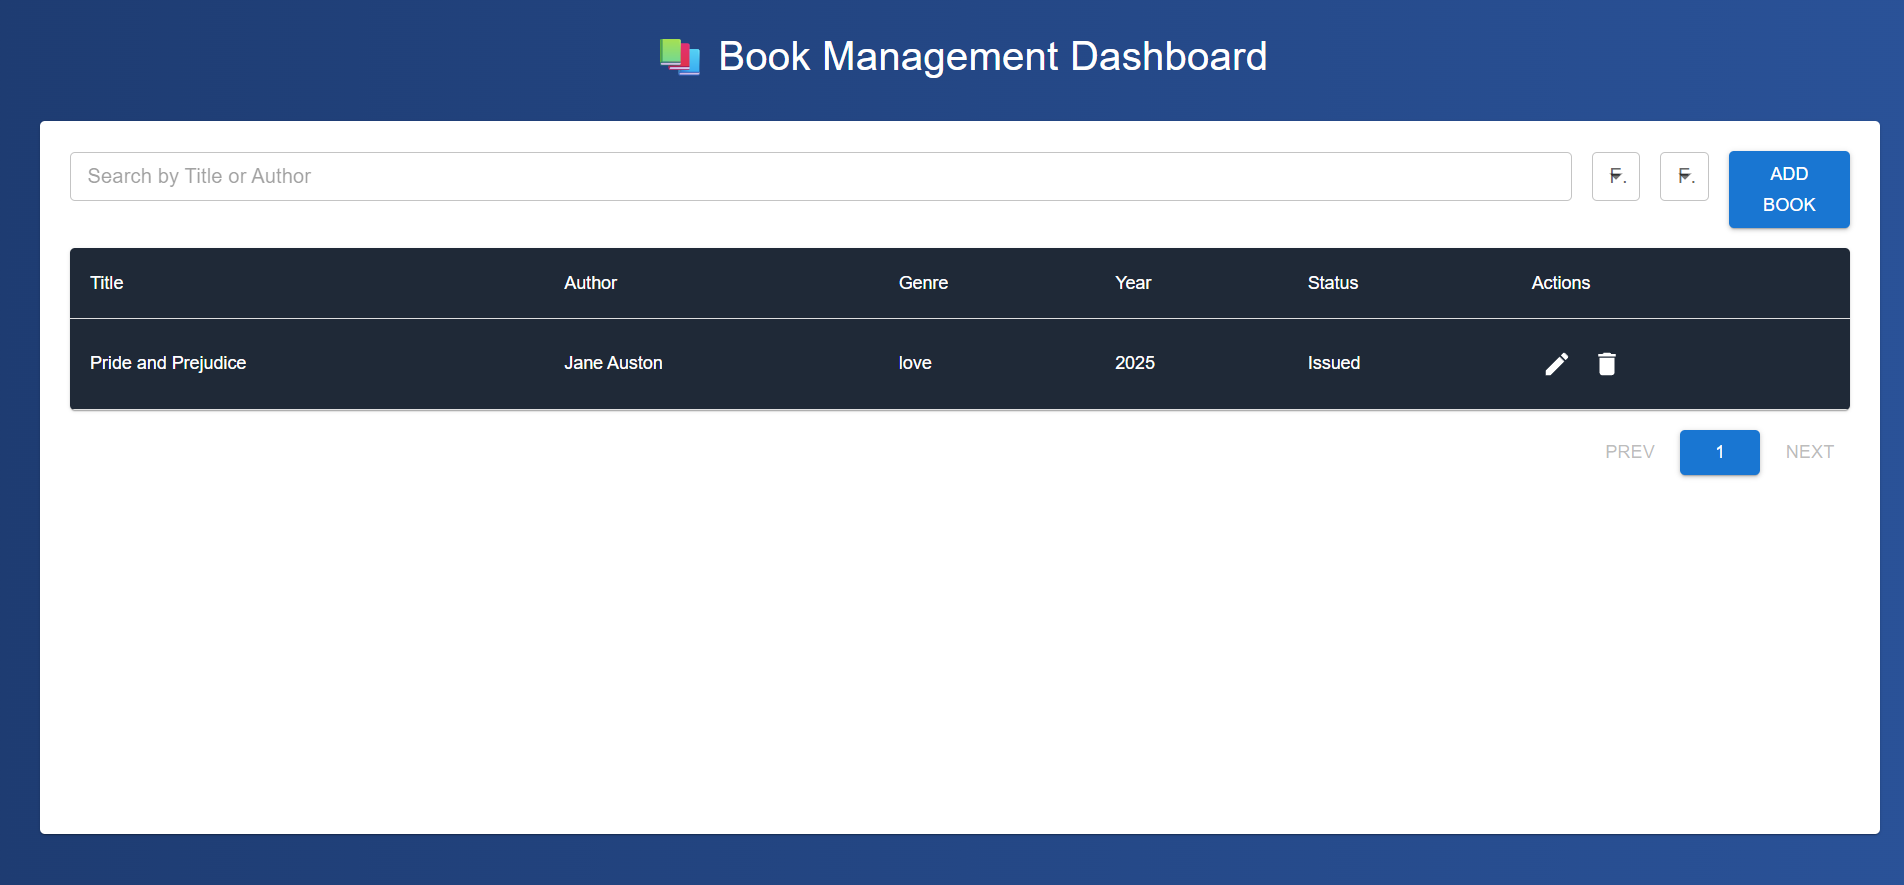 Book Management Dashboard
Search by Title or Author
F.
F.
ADD
BOOK
Title Author Genre Year Status Actions
Pride and Prejudice Jane Auston love 2025 Issued
PREV 1 NEXT